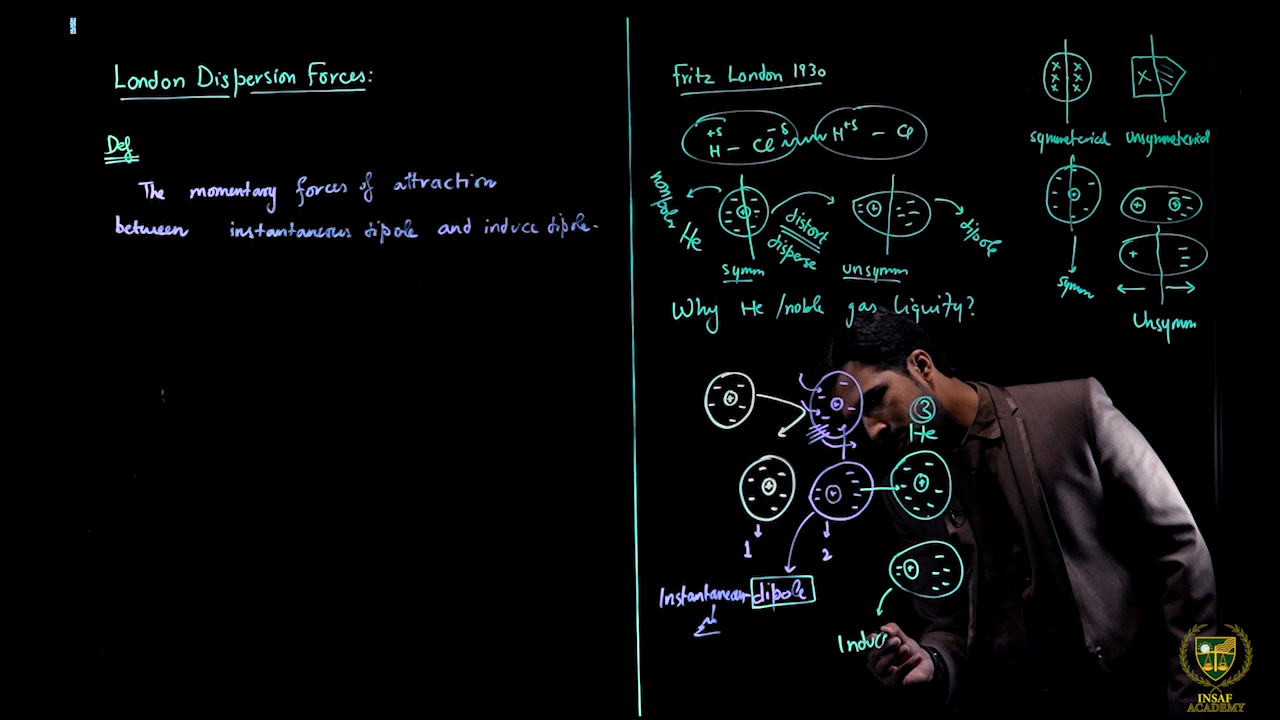 London Dispersion Forces:
Def
The momentary forces of attraction
between instantaneous dipole and induce dipole.
Fritz London 1930
+δ -δ
H — Cl H+δ — Cl
nonpolar He
distort
disperse
dipole
symm
unsymm
Why He / noble gas liquity?
symmeterical unsymmeterical
symm
Unsymm
3
He
1 2
Instantaneous dipole
Induc
INSAF
ACADEMY